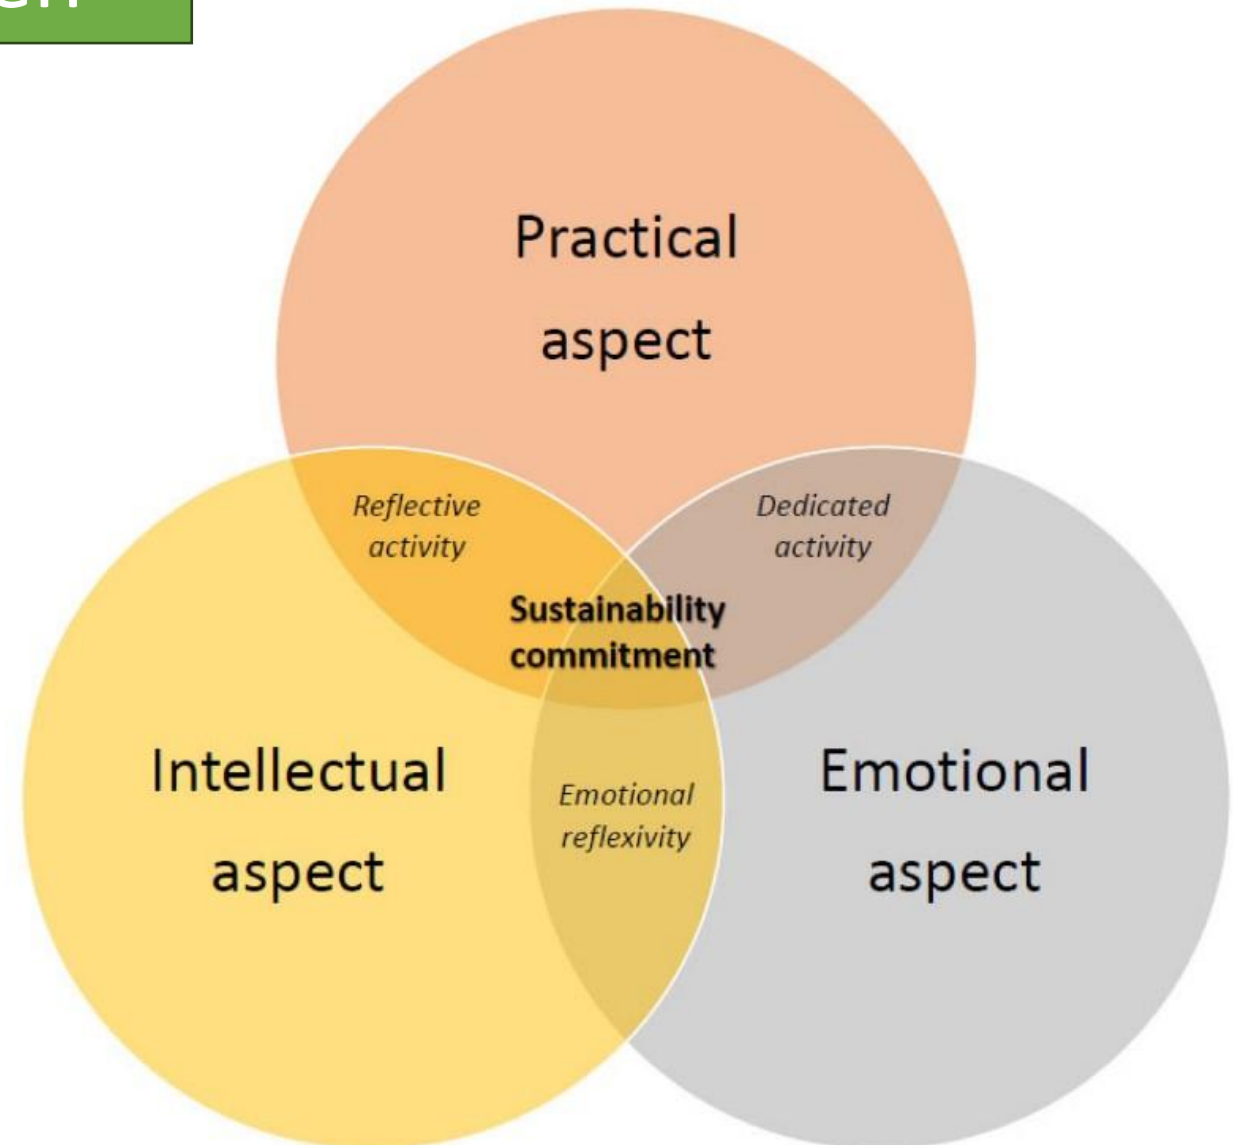 Practical
aspect
Reflective
activity
Dedicated
activity
Sustainability
commitment
Intellectual
aspect
Emotional
reflexivity
Emotional
aspect